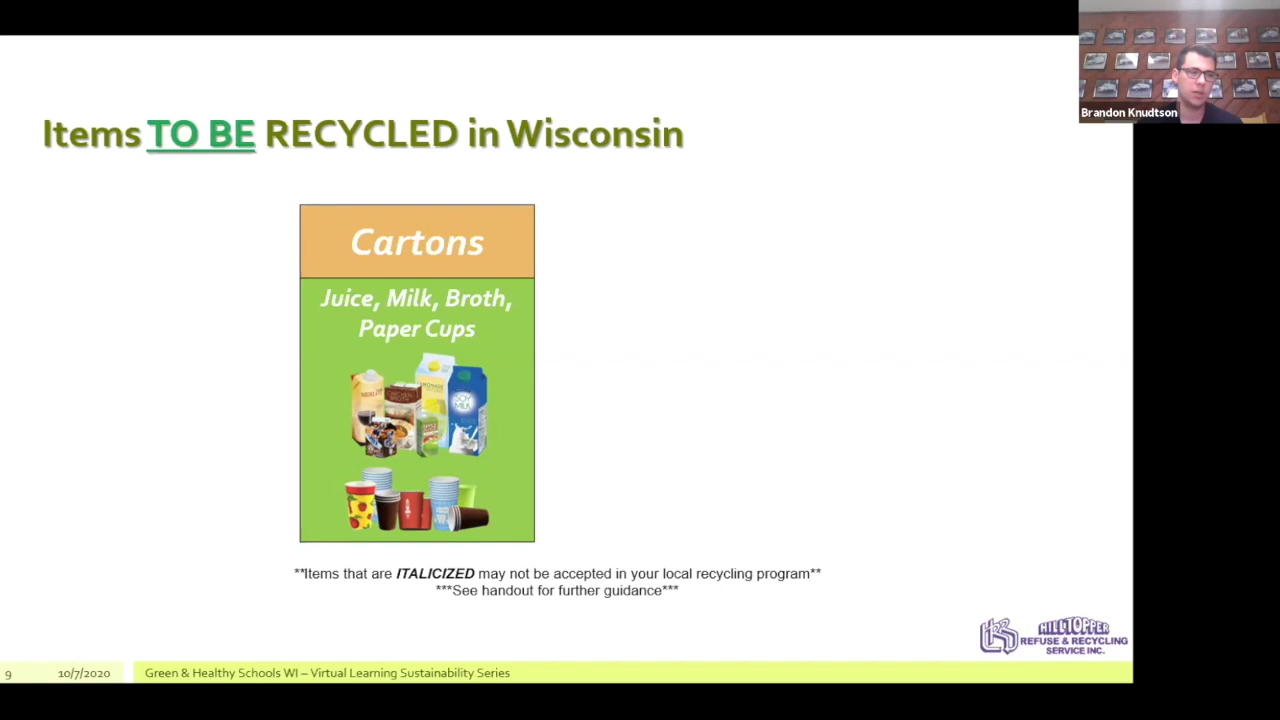 Brandon Knudtson
Items TO BE RECYCLED in Wisconsin
Cartons
Juice, Milk, Broth,
Paper Cups
**Items that are ITALICIZED may not be accepted in your local recycling program**
***See handout for further guidance***
HILLTOPPER
REFUSE & RECYCLING
SERVICE INC.
9
10/7/2020
Green & Healthy Schools WI – Virtual Learning Sustainability Series